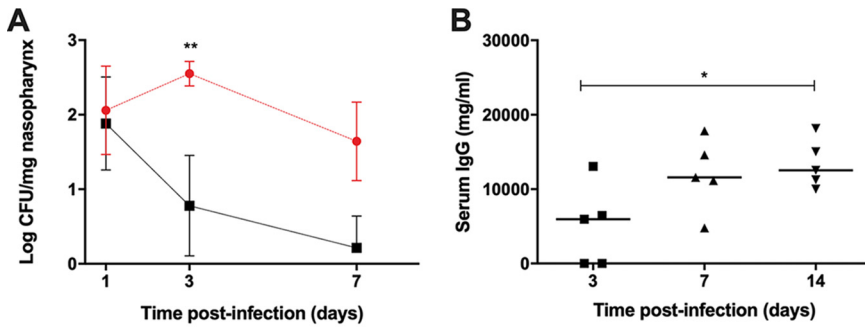 A
Log CFU/mg nasopharynx
3
2
1
0
**
1
3
7
Time post-infection (days)
B
Serum IgG (mg/ml)
30000
20000
10000
0
*
3
7
14
Time post-infection (days)